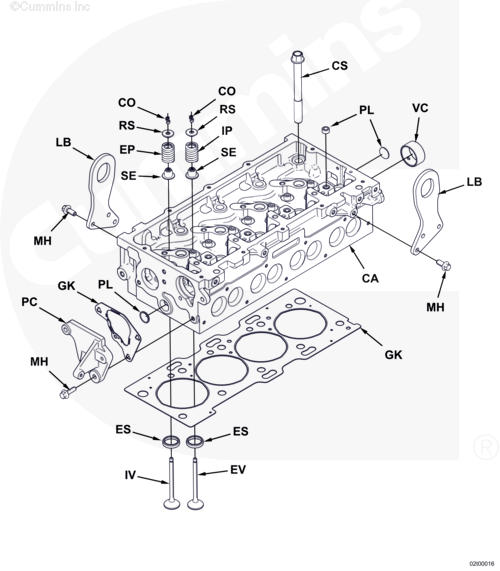 ©Cummins Inc
Cummins
CS
CO
CO
RS
RS
PL
VC
EP
IP
LB
SE
SE
LB
MH
CA
PL
GK
MH
PC
GK
MH
ES
ES
IV
EV
®
02I00016